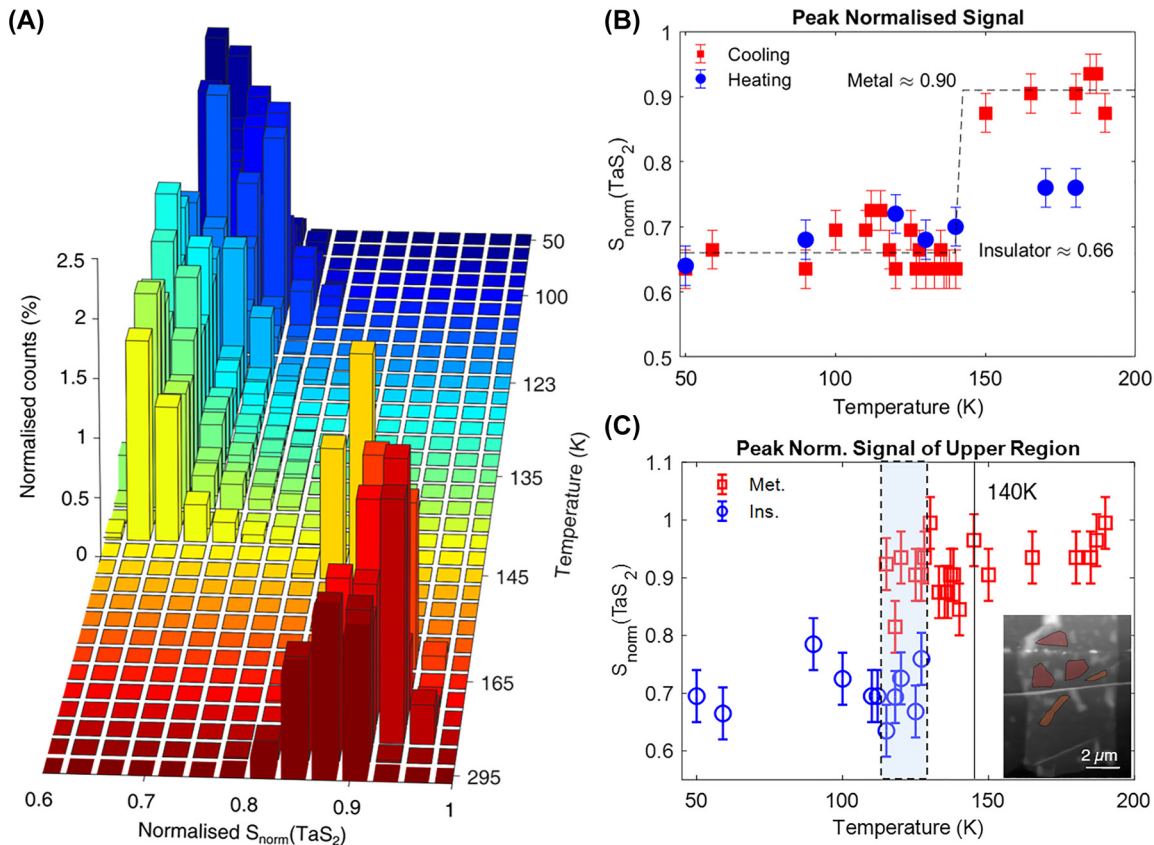 (A)
Normalised counts (%)
2.5
2
1.5
1
0.5
0
50
100
123
135
145
165
295
Temperature (K)
0.6
0.7
0.8
0.9
1
Normalised S_norm(TaS_2)
(B)
Peak Normalised Signal
Cooling
Heating
Metal ≈ 0.90
Insulator ≈ 0.66
S_norm(TaS_2)
1
0.9
0.8
0.7
0.6
0.5
50
100
150
200
Temperature (K)
(C)
Peak Norm. Signal of Upper Region
Met.
Ins.
140K
S_norm(TaS_2)
1.1
1.0
0.9
0.8
0.7
0.6
2 μm
50
100
150
200
Temperature (K)